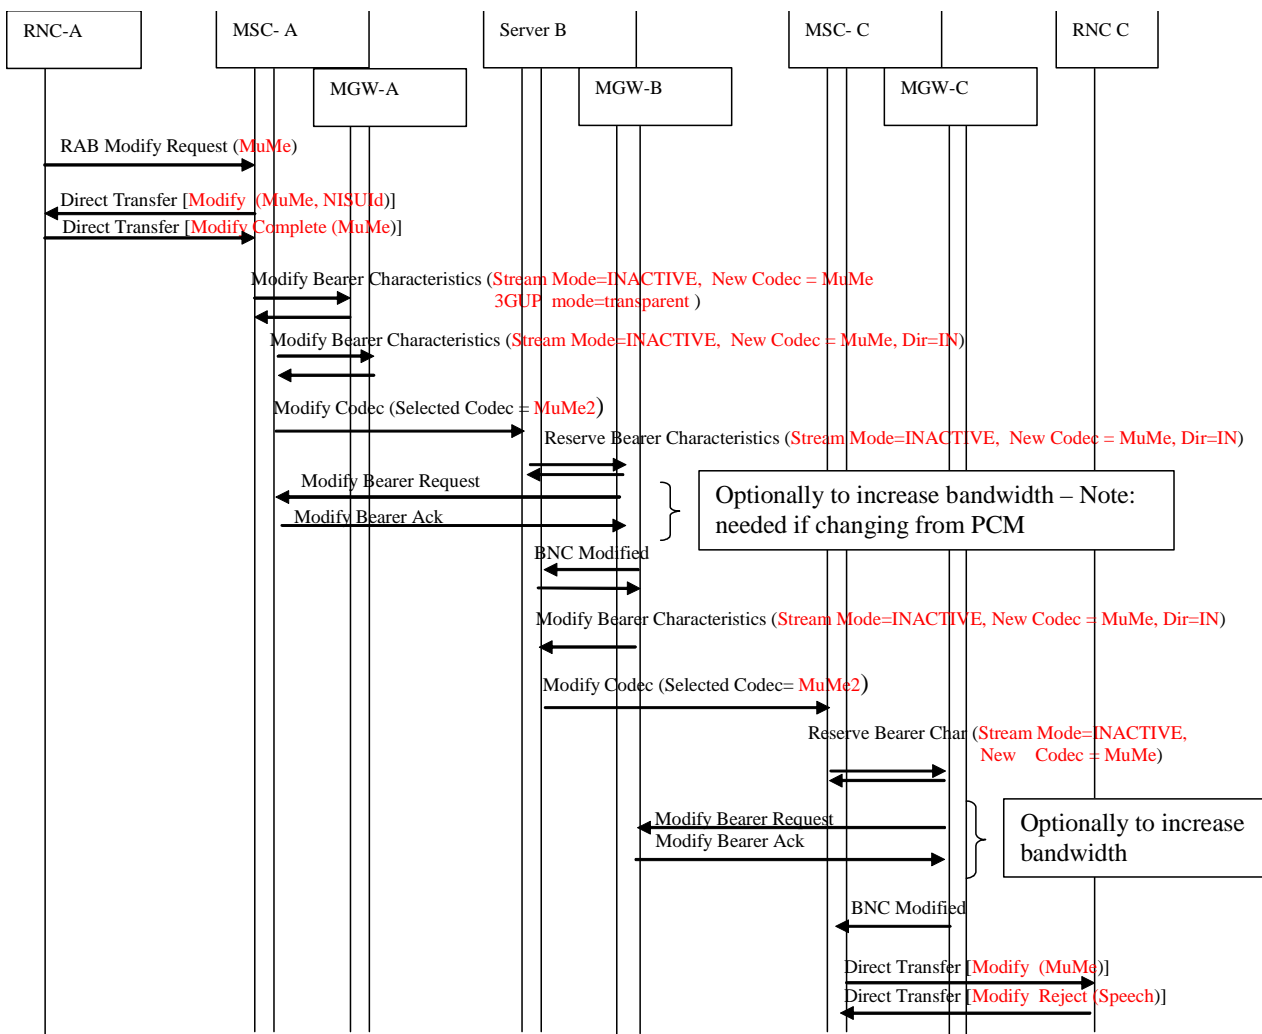 RNC-A
MSC- A
Server B
MSC- C
RNC C
MGW-A
MGW-B
MGW-C
RAB Modify Request (MuMe)
Direct Transfer [Modify (MuMe, NISUId)]
Direct Transfer [Modify Complete (MuMe)]
Modify Bearer Characteristics (Stream Mode=INACTIVE, New Codec = MuMe
3GUP mode=transparent )
Modify Bearer Characteristics (Stream Mode=INACTIVE, New Codec = MuMe, Dir=IN)
Modify Codec (Selected Codec = MuMe2)
Reserve Bearer Characteristics (Stream Mode=INACTIVE, New Codec = MuMe, Dir=IN)
Modify Bearer Request
Optionally to increase bandwidth – Note:
needed if changing from PCM
Modify Bearer Ack
BNC Modified
Modify Bearer Characteristics (Stream Mode=INACTIVE, New Codec = MuMe, Dir=IN)
Modify Codec (Selected Codec= MuMe2)
Reserve Bearer Char (Stream Mode=INACTIVE,
New Codec = MuMe)
Modify Bearer Request
Modify Bearer Ack
Optionally to increase
bandwidth
BNC Modified
Direct Transfer [Modify (MuMe)]
Direct Transfer [Modify Reject (Speech)]